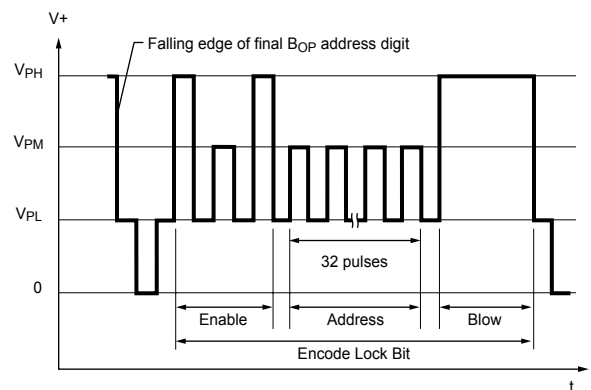 V+
Falling edge of final BOP address digit
VPH
VPM
VPL
0
32 pulses
Enable
Address
Blow
Encode Lock Bit
t